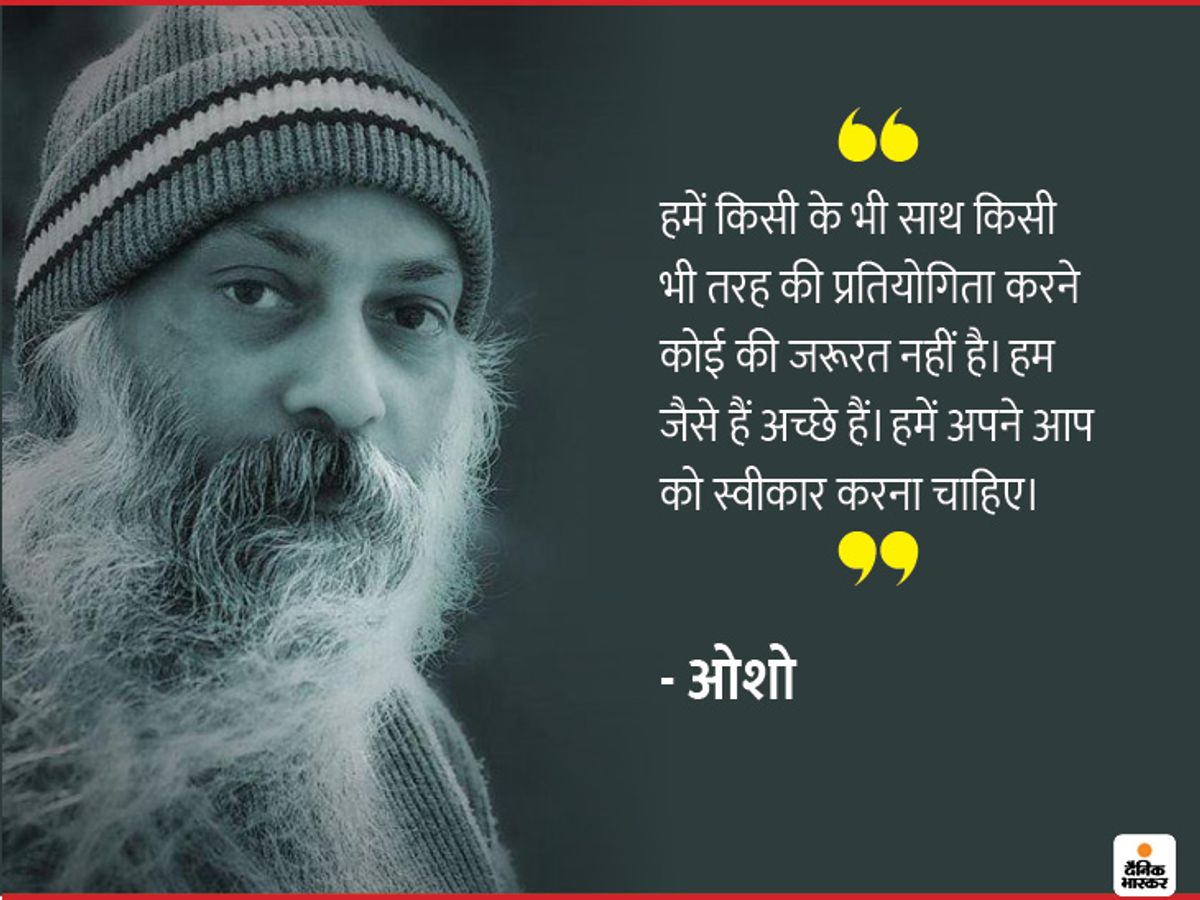 हमें किसी के भी साथ किसी
भी तरह की प्रतियोगिता करने
कोई की जरूरत नहीं है। हम
जैसे हैं अच्छे हैं। हमें अपने आप
को स्वीकार करना चाहिए।
- ओशो
दैनिक
भास्कर